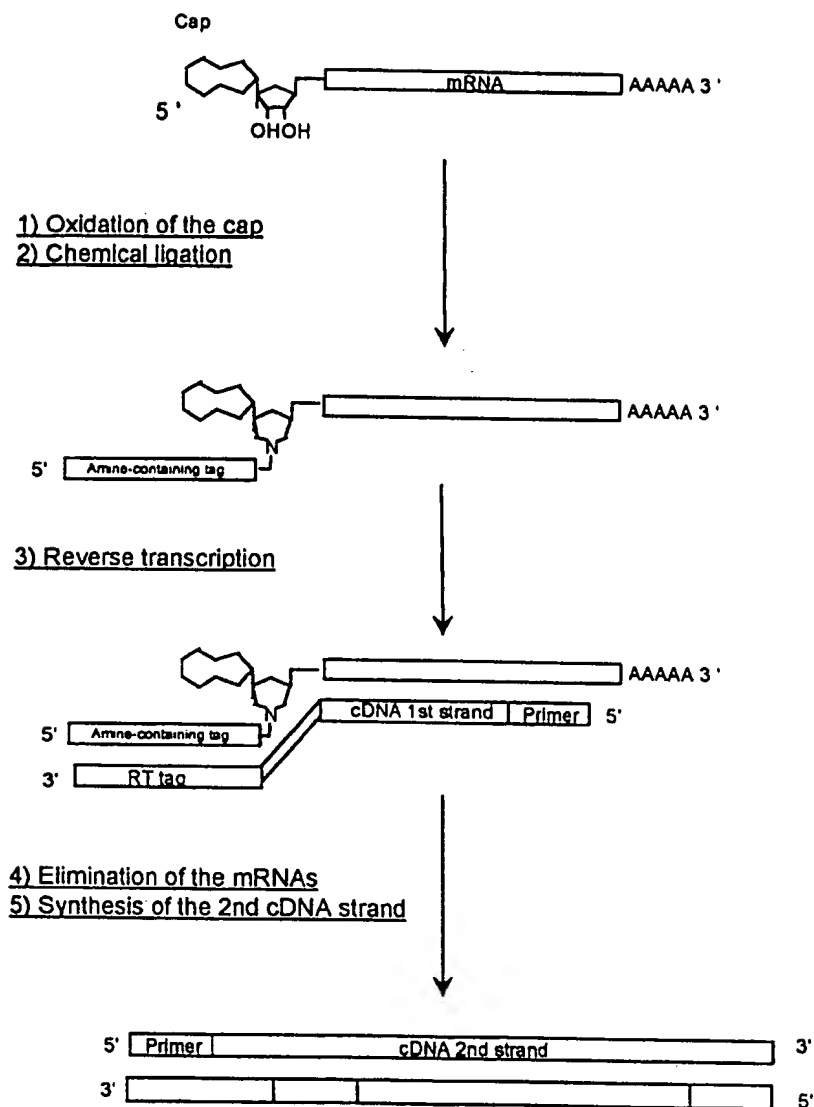 Cap
mRNA
AAAAA 3 '
5 '
OHOH
1) Oxidation of the cap
2) Chemical ligation
AAAAA 3 '
N
5' Amine-containing tag
3) Reverse transcription
AAAAA 3 '
N
cDNA 1st strand Primer 5'
5' Amine-containing tag
3' RT tag
4) Elimination of the mRNAs
5) Synthesis of the 2nd cDNA strand
5' Primer cDNA 2nd strand 3'
3' 5'